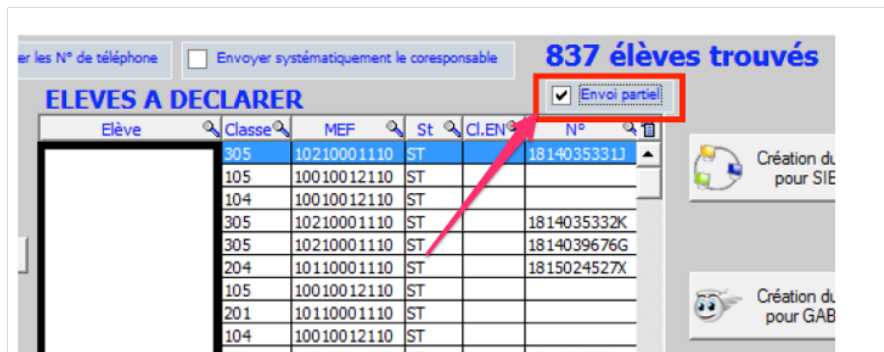 er les N° de téléphone Envoyer systématiquement le coresponsable 837 élèves trouvés
ELEVES A DECLARER Envoi partiel
Elève Classe MEF St Cl.EN N°
305 10210001110 ST 1814035331J
105 10010012110 ST
104 10010012110 ST
305 10210001110 ST 1814035332K
305 10210001110 ST 1814039676G
204 10110001110 ST 1815024527X
105 10010012110 ST
201 10110001110 ST
104 10010012110 ST
Création du
pour SIE
Création du
pour GAB